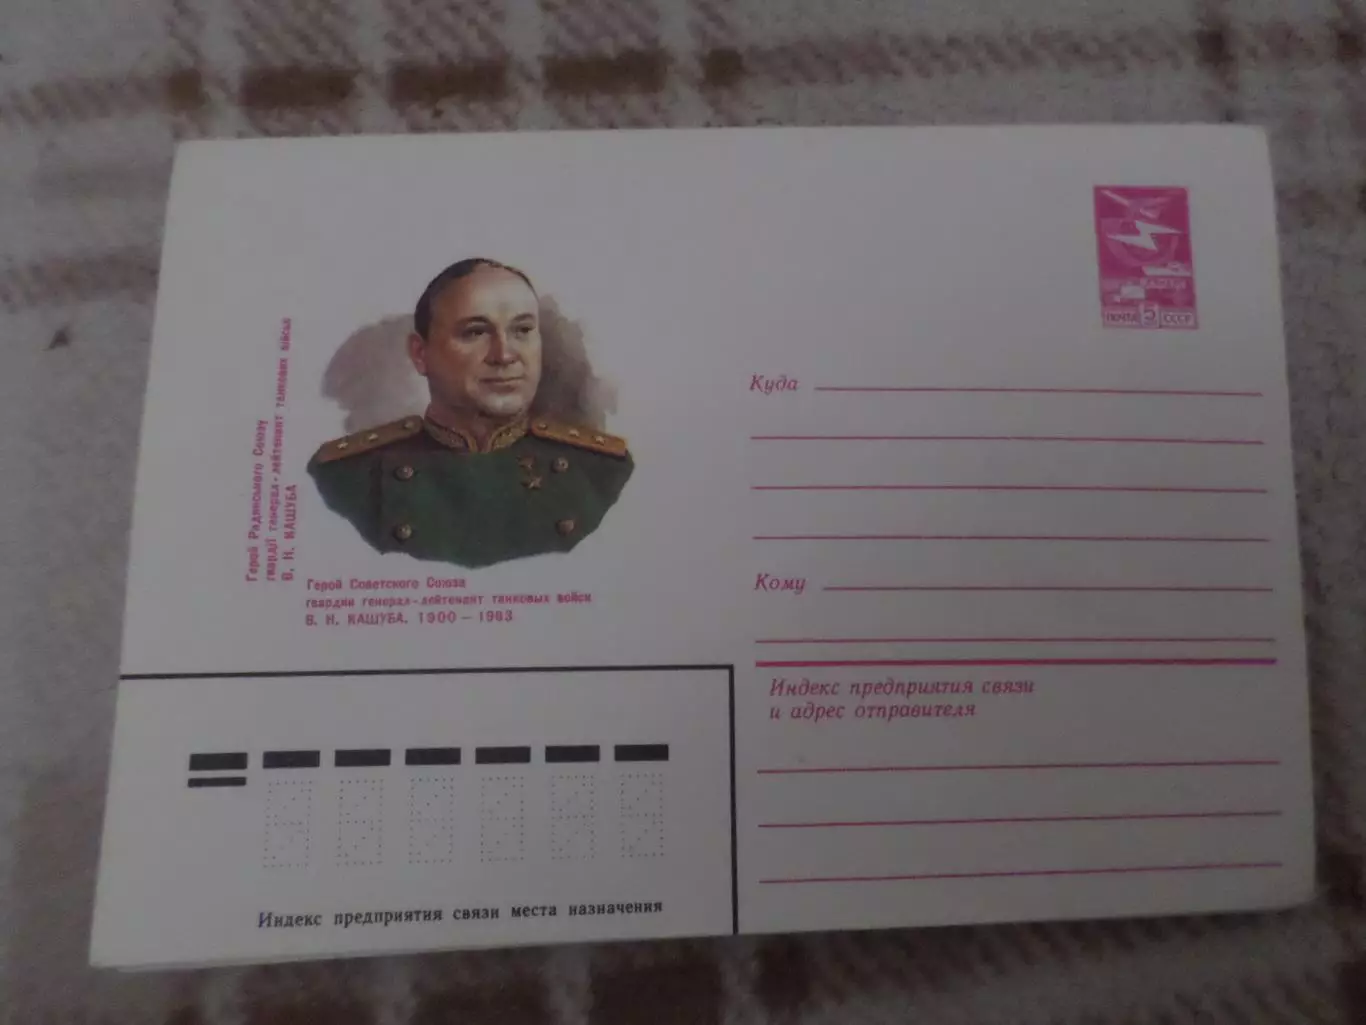 Герой Радянського Союзу
гвардії генерал-лейтенант танкових військ
В. Н. КАШУБА
Герой Советского Союза
гвардии генерал-лейтенант танковых войск
В. Н. КАШУБА. 1900 — 1963
ПОЧТА 5 СССР
Куда
Кому
Индекс предприятия связи
и адрес отправителя
Индекс предприятия связи места назначения